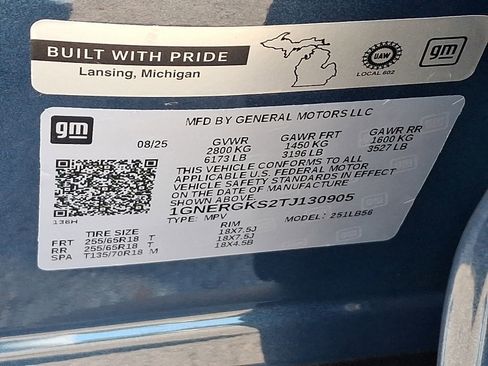 BUILT WITH PRIDE
Lansing, Michigan
UAW
LOCAL 602
gm
gm
MFD BY GENERAL MOTORS LLC
08/25 GVWR GAWR FRT GAWR RR
2800 KG 1450 KG 1600 KG
6173 LB 3196 LB 3527 LB
THIS VEHICLE CONFORMS TO ALL
APPLICABLE U.S. FEDERAL MOTOR
VEHICLE SAFETY STANDARDS IN EFFECT
ON THE DATE OF MANUFACTURE
SHOWN ABOVE
1GNERGKS2TJ130905
136H
TYPE: MPV MODEL: 251LB56
TIRE SIZE RIM
FRT 255/65R18 T 18X7.5J
RR 255/65R18 T 18X7.5J
SPA T135/70R18 M 18X4.5B